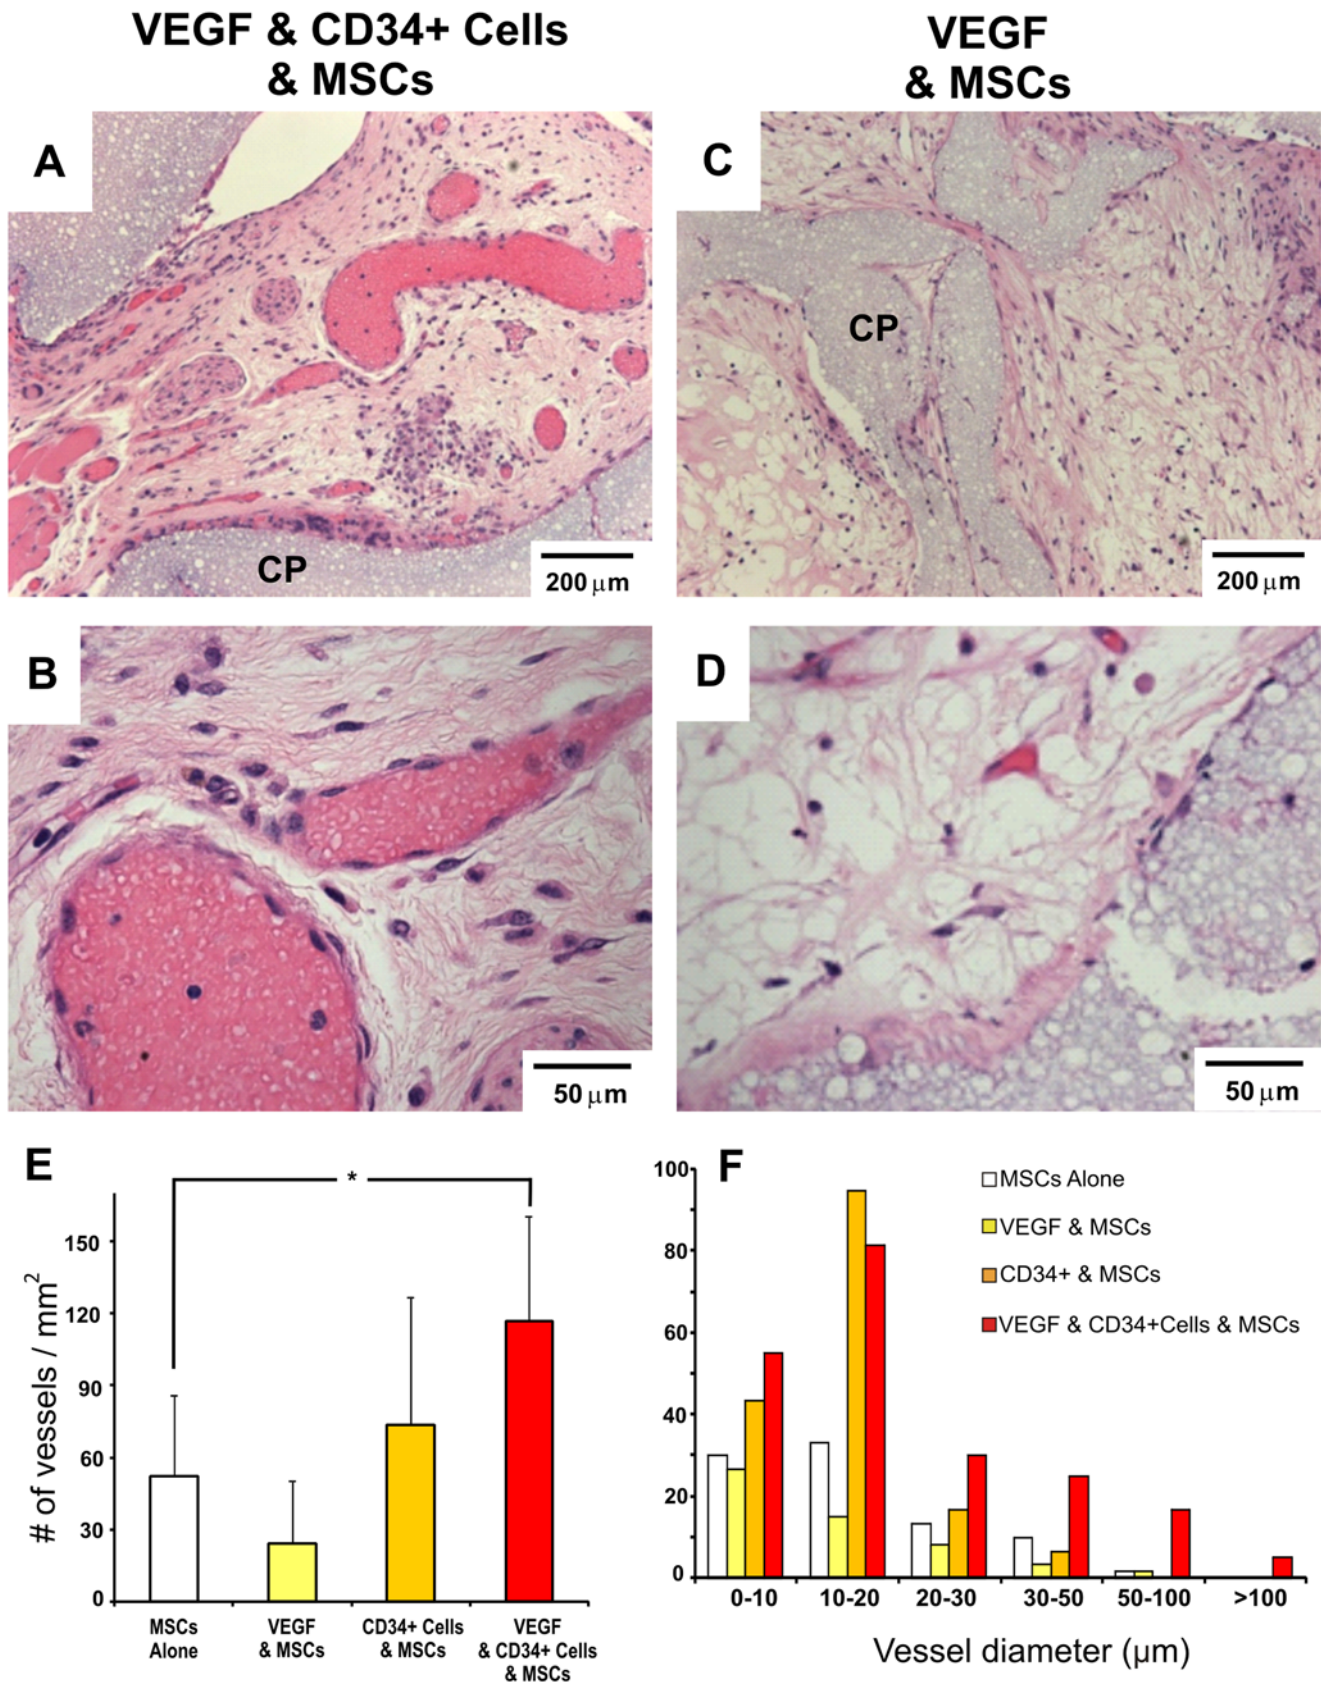 VEGF & CD34+ Cells
& MSCs
VEGF
& MSCs
A
CP
200 μm
C
CP
200 μm
B
50 μm
D
50 μm
E
*
# of vessels / mm²
150
120
90
60
30
0
MSCs
Alone
VEGF
& MSCs
CD34+ Cells
& MSCs
VEGF
& CD34+ Cells
& MSCs
F
100
80
60
40
20
0
MSCs Alone
VEGF & MSCs
CD34+ & MSCs
VEGF & CD34+Cells & MSCs
0-10
10-20
20-30
30-50
50-100
>100
Vessel diameter (μm)